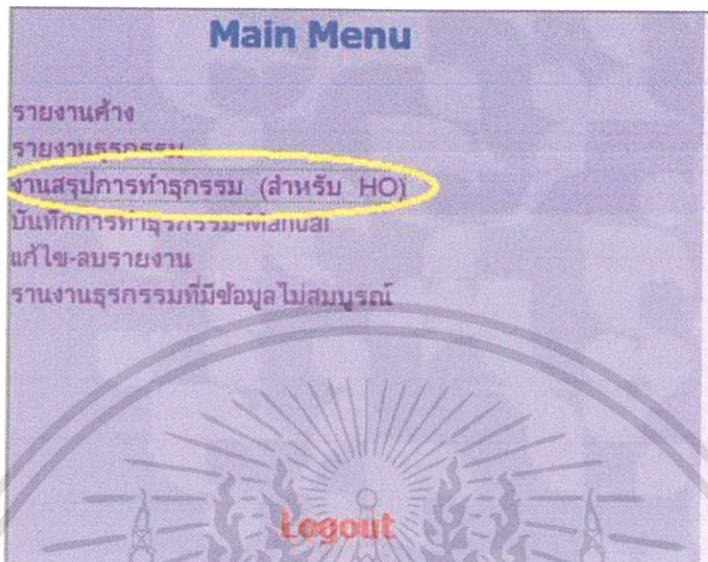 Main Menu
รายงานค้าง
รายงานธุรกรรม
งานสรุปการทำธุกรรม (สำหรับ HO)
บันทึกการทำธุรกรรม-Manual
แก้ไข-ลบรายงาน
รานงานธุรกรรมที่มีข้อมูลไม่สมบูรณ์
Logout